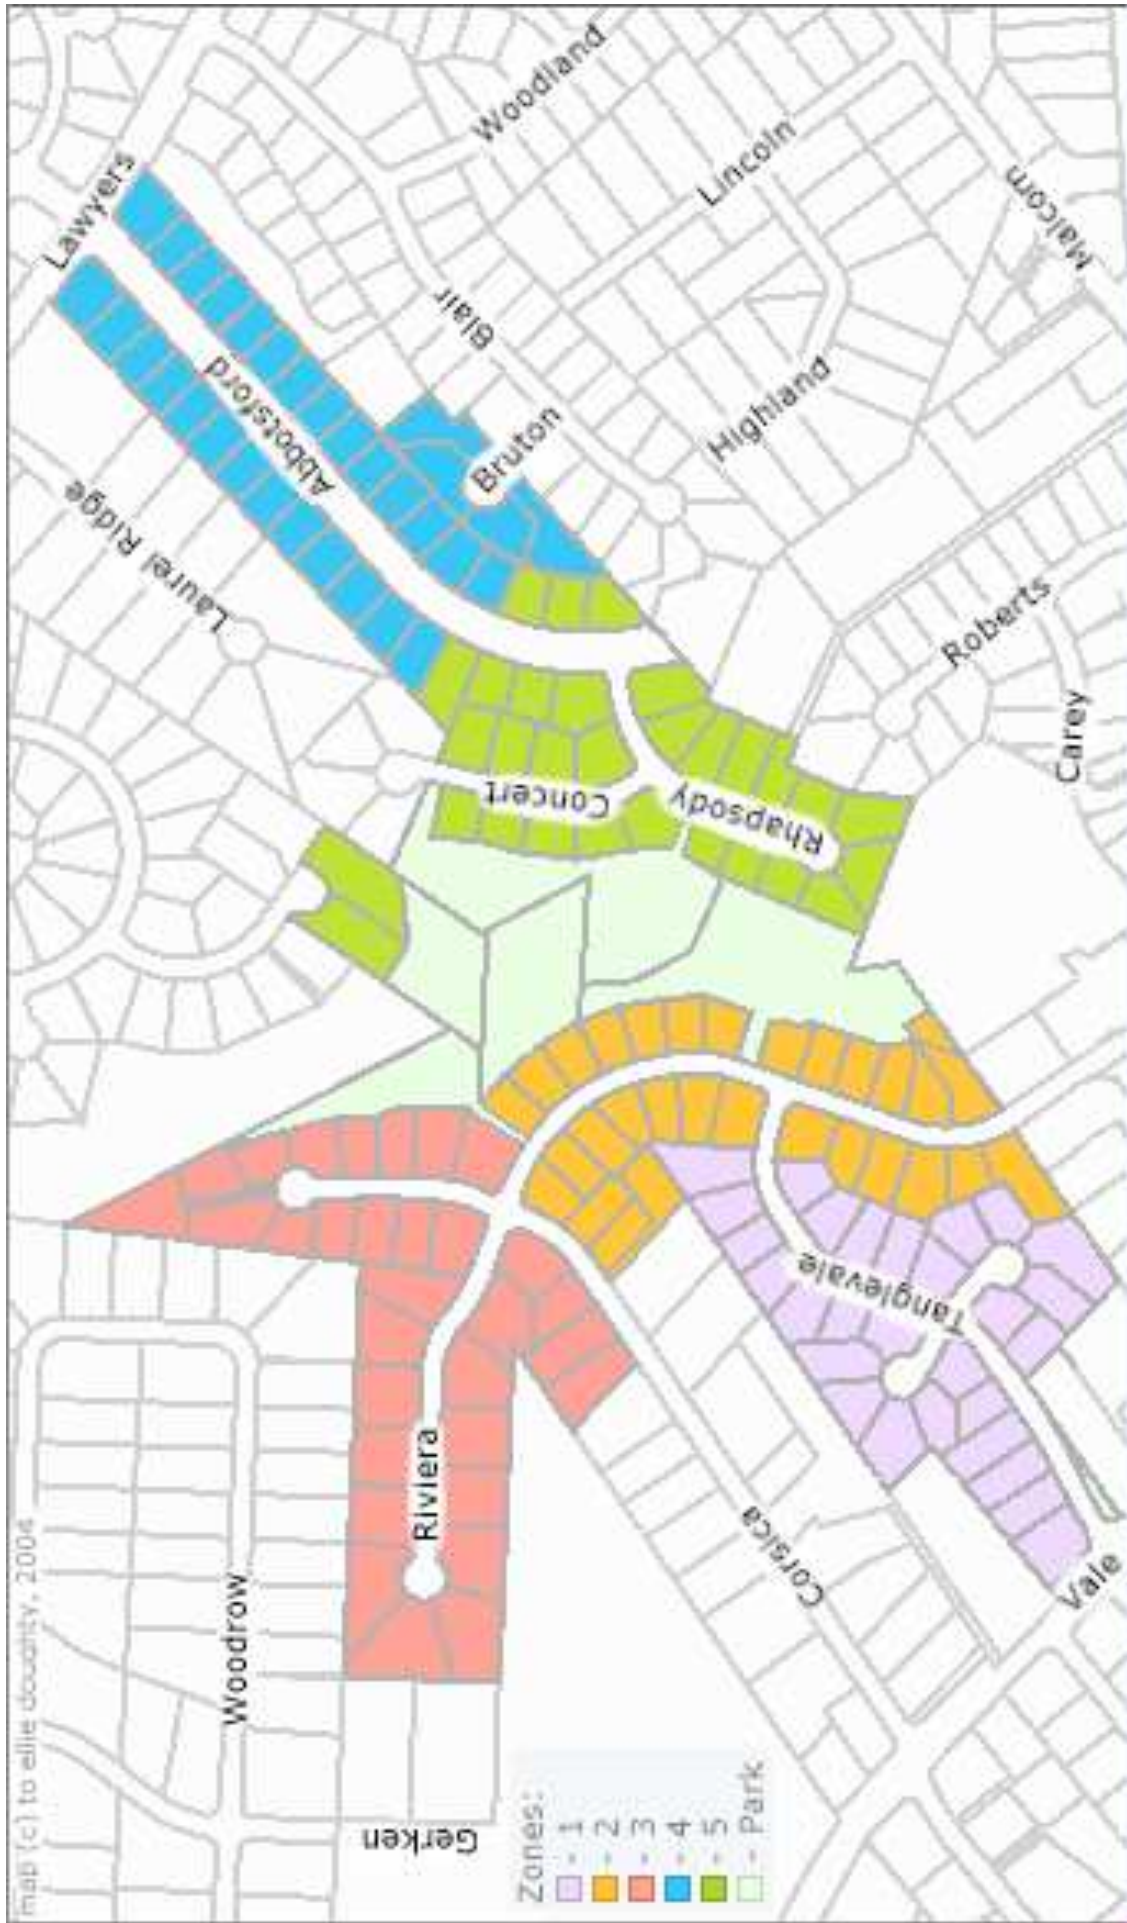 map (c) to ellie doughty, 2004
Woodrow
Gerken
Riviera
Laurel Ridge
Lawyers
Abbotsford
Concert
Rhapsody
Bruton
Blair
Woodland
Lincoln
Highland
Malcom
Roberts
Carey
Tanglevale
Corsica
Vale
Zones:
- 1
- 2
- 3
- 4
- 5
- Park